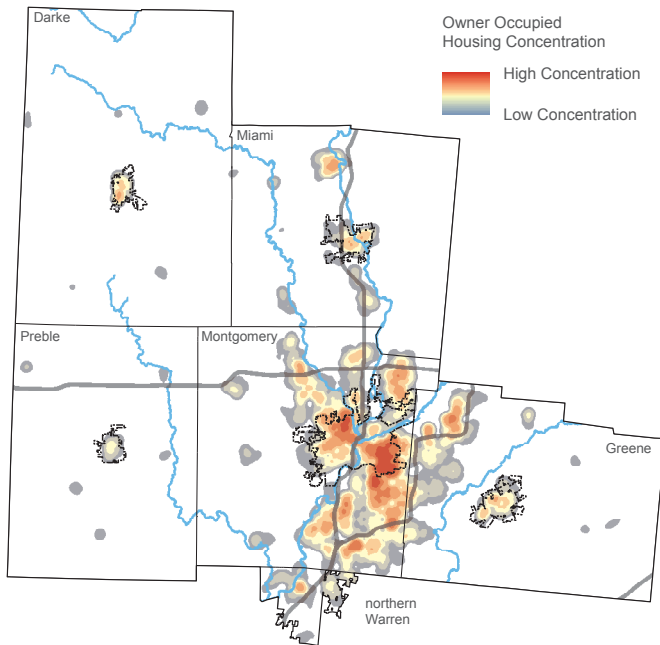 Darke
Owner Occupied
Housing Concentration
High Concentration
Low Concentration
Miami
Preble
Montgomery
Greene
northern
Warren